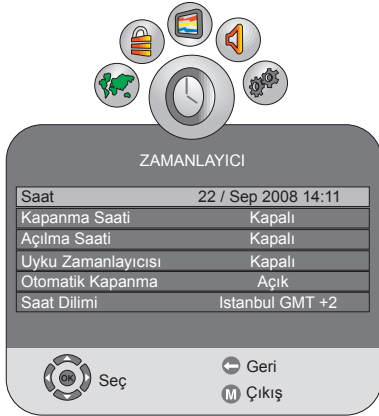 ZAMANLAYICI
Saat 22 / Sep 2008 14:11
Kapanma Saati Kapalı
Açılma Saati Kapalı
Uyku Zamanlayıcısı Kapalı
Otomatik Kapanma Açık
Saat Dilimi Istanbul GMT +2
OK Seç
Geri
M Çıkış